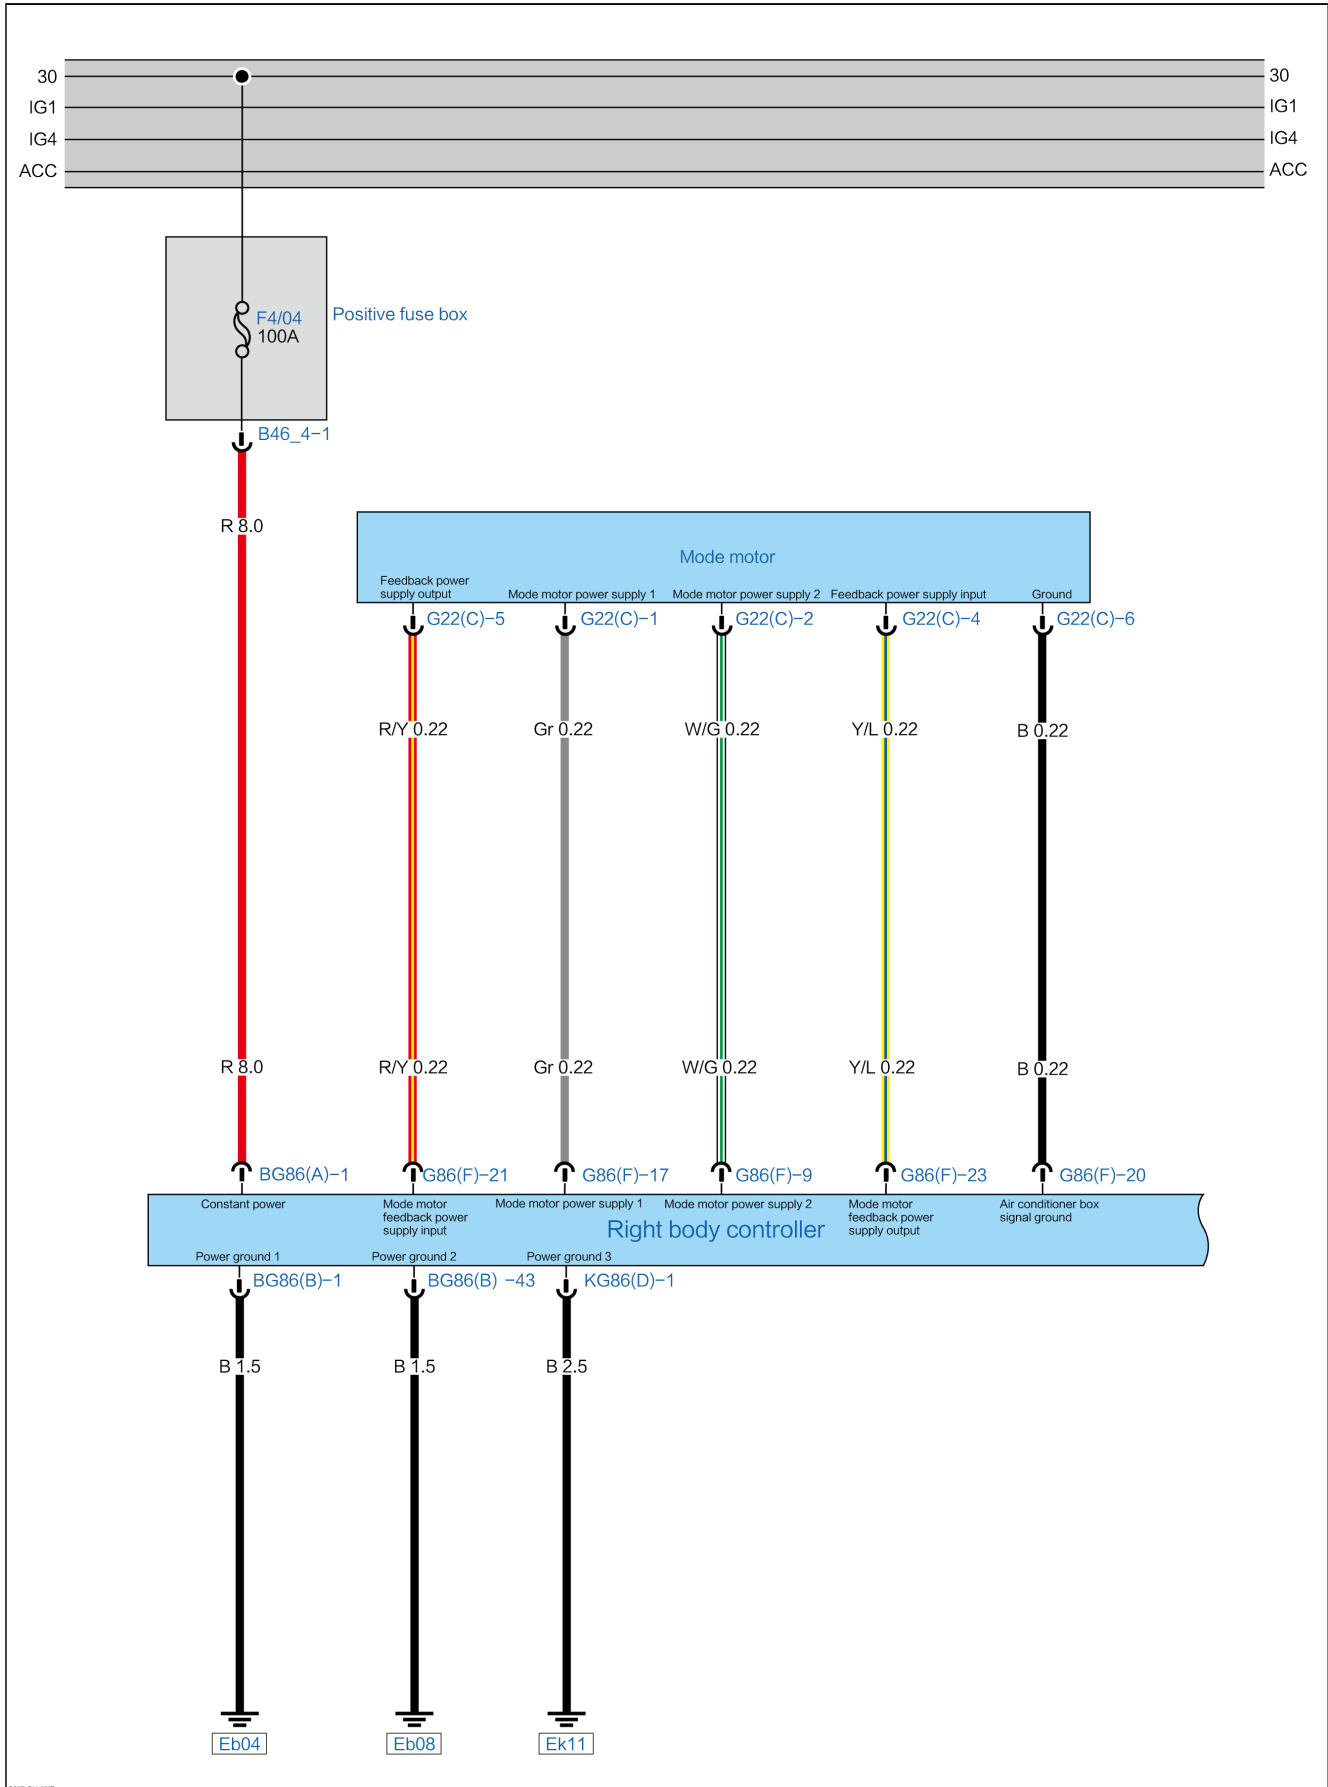 30
30
IG1
IG1
IG4
IG4
ACC
ACC
F4/04
100A
Positive fuse box
B46_4-1
R 8.0
Mode motor
Feedback power
supply output
Mode motor power supply 1
Mode motor power supply 2
Feedback power supply input
Ground
G22(C)-5
G22(C)-1
G22(C)-2
G22(C)-4
G22(C)-6
R/Y 0.22
Gr 0.22
W/G 0.22
Y/L 0.22
B 0.22
R 8.0
R/Y 0.22
Gr 0.22
W/G 0.22
Y/L 0.22
B 0.22
BG86(A)-1
G86(F)-21
G86(F)-17
G86(F)-9
G86(F)-23
G86(F)-20
Constant power
Mode motor
feedback power
supply input
Mode motor power supply 1
Mode motor power supply 2
Mode motor
feedback power
supply output
Air conditioner box
signal ground
Right body controller
Power ground 1
Power ground 2
Power ground 3
BG86(B)-1
BG86(B) -43
KG86(D)-1
B 1.5
B 1.5
B 2.5
Eb04
Eb08
Ek11